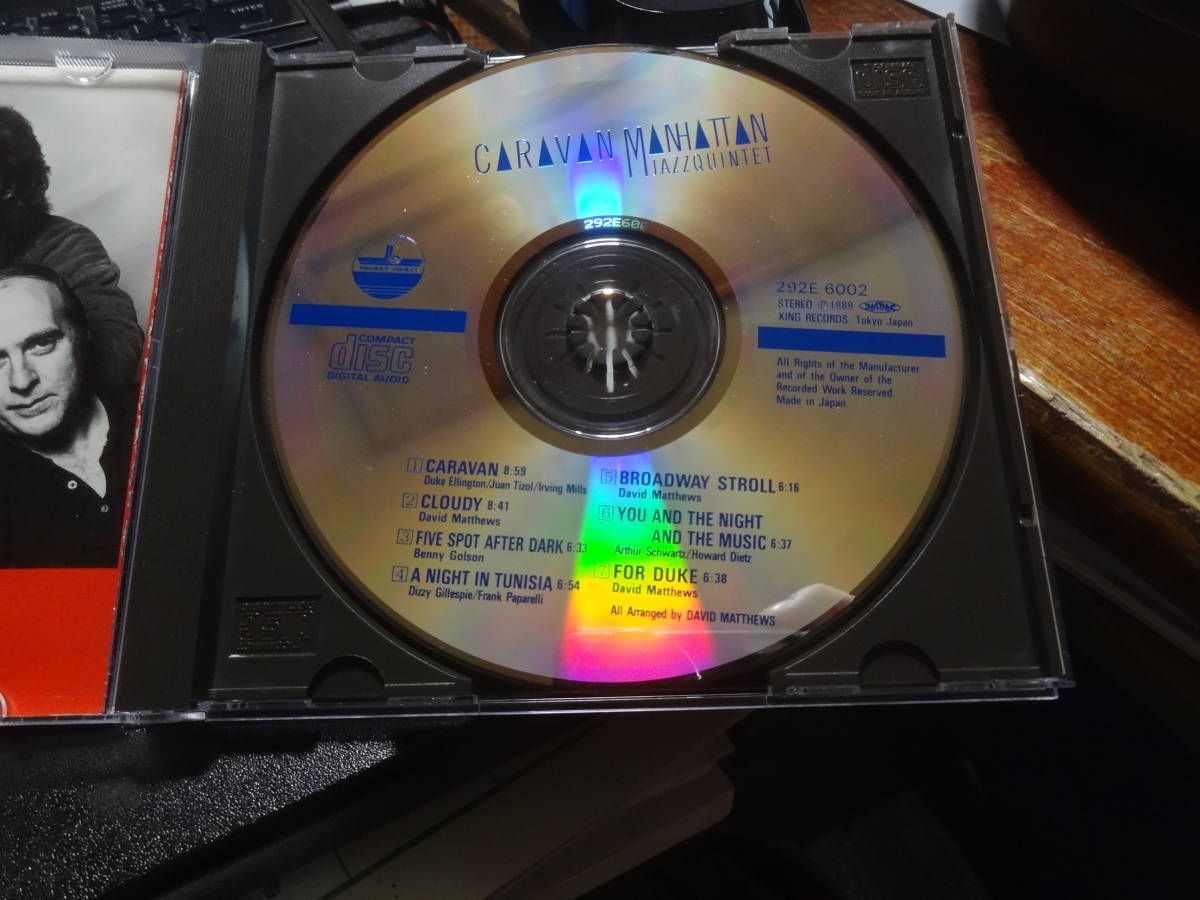 CARAVAN MANHATTAN
JAZZQUINTET
292E60
292E 6002
STEREO ℗1989
KING RECORDS. Tokyo Japan
All Rights of the Manufacturer
and of the Owner of the
Recorded Work Reserved.
Made in Japan.
COMPACT
disc
DIGITAL AUDIO
1 CARAVAN 8:59
Duke Ellington/Juan Tizol/Irving Mills
2 CLOUDY 8:41
David Matthews
3 FIVE SPOT AFTER DARK 6:33
Benny Golson
4 A NIGHT IN TUNISIA 6:54
Dizzy Gillespie/Frank Paparelli
5 BROADWAY STROLL 6:16
David Matthews
6 YOU AND THE NIGHT
AND THE MUSIC 6:37
Arthur Schwartz/Howard Dietz
7 FOR DUKE 6:38
David Matthews
All Arranged by DAVID MATTHEWS
disc